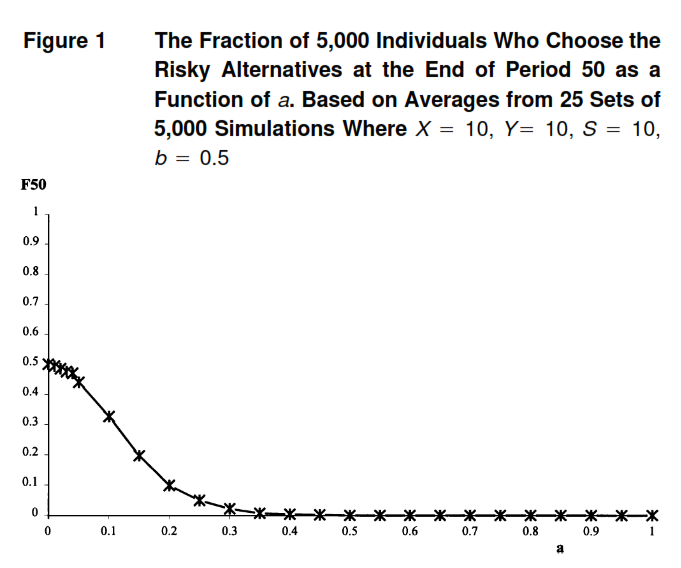 Figure 1 The Fraction of 5,000 Individuals Who Choose the
Risky Alternatives at the End of Period 50 as a
Function of a. Based on Averages from 25 Sets of
5,000 Simulations Where X = 10, Y= 10, S = 10,
b = 0.5
F50
1
0.9
0.8
0.7
0.6
0.5
0.4
0.3
0.2
0.1
0
0 0.1 0.2 0.3 0.4 0.5 0.6 0.7 0.8 0.9 1
a